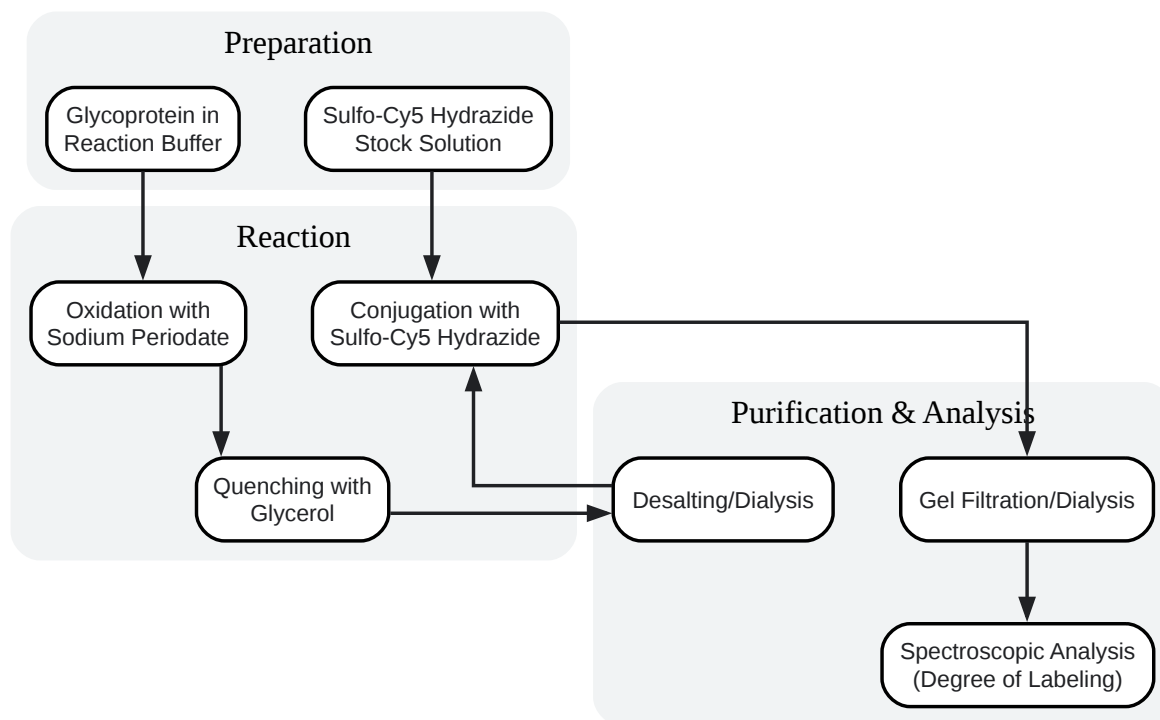 Preparation
Glycoprotein in
Reaction Buffer
Sulfo-Cy5 Hydrazide
Stock Solution
Reaction
Oxidation with
Sodium Periodate
Conjugation with
Sulfo-Cy5 Hydrazide
Quenching with
Glycerol
Purification & Analysis
Desalting/Dialysis
Gel Filtration/Dialysis
Spectroscopic Analysis
(Degree of Labeling)